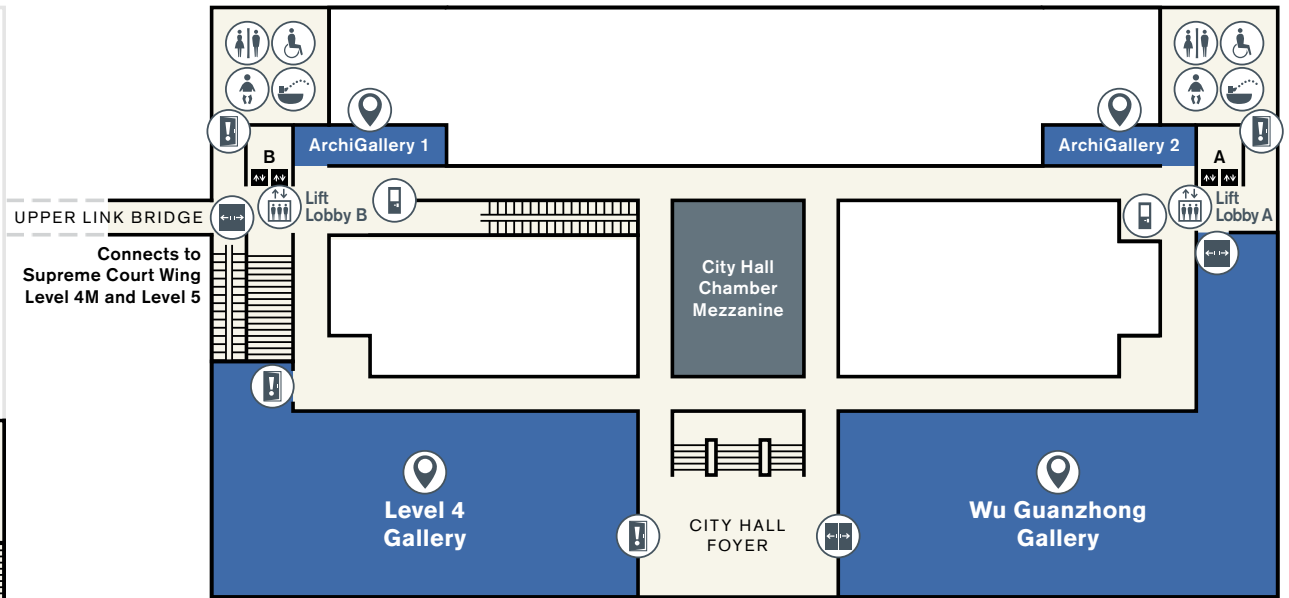 ArchiGallery 1
ArchiGallery 2
B
A
Lift
Lobby B
Lift
Lobby A
UPPER LINK BRIDGE
Connects to
Supreme Court Wing
Level 4M and Level 5
City Hall
Chamber
Mezzanine
Level 4
Gallery
CITY HALL
FOYER
Wu Guanzhong
Gallery